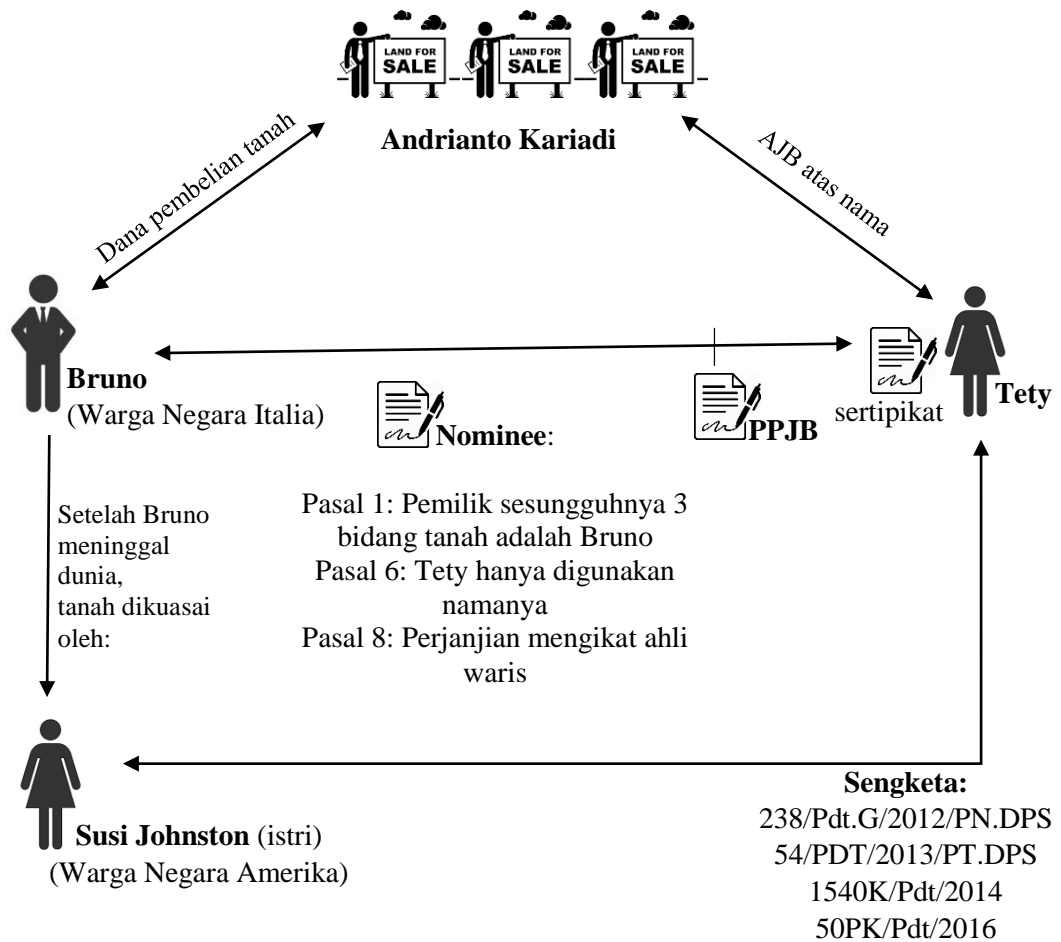 LAND FOR
SALE
LAND FOR
SALE
LAND FOR
SALE
Andrianto Kariadi
Dana pembelian tanah
AJB atas nama
Bruno
(Warga Negara Italia)
Nominee:
PPJB
sertipikat
Tety
Pasal 1: Pemilik sesungguhnya 3
bidang tanah adalah Bruno
Pasal 6: Tety hanya digunakan
namanya
Pasal 8: Perjanjian mengikat ahli
waris
Setelah Bruno
meninggal
dunia,
tanah dikuasai
oleh:
Susi Johnston (istri)
(Warga Negara Amerika)
Sengketa:
238/Pdt.G/2012/PN.DPS
54/PDT/2013/PT.DPS
1540K/Pdt/2014
50PK/Pdt/2016